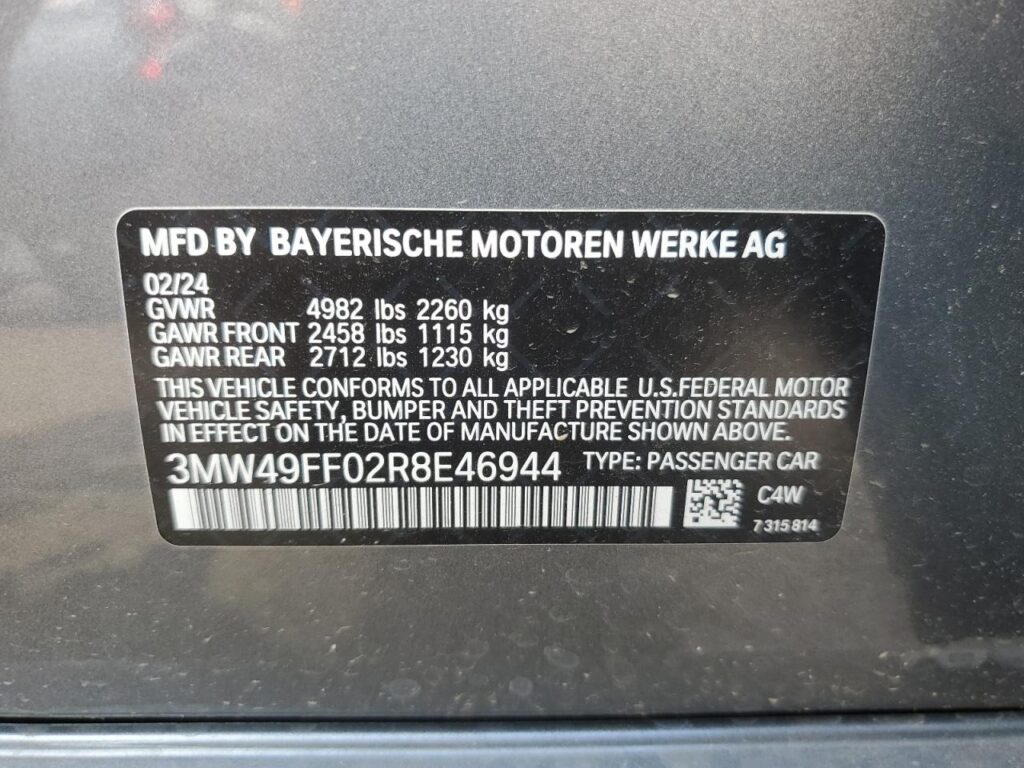 MFD BY BAYERISCHE MOTOREN WERKE AG
02/24
GVWR 4982 lbs 2260 kg
GAWR FRONT 2458 lbs 1115 kg
GAWR REAR 2712 lbs 1230 kg
THIS VEHICLE CONFORMS TO ALL APPLICABLE U.S.FEDERAL MOTOR
VEHICLE SAFETY, BUMPER AND THEFT PREVENTION STANDARDS
IN EFFECT ON THE DATE OF MANUFACTURE SHOWN ABOVE.
3MW49FF02R8E46944 TYPE: PASSENGER CAR
C4W
7 315 814